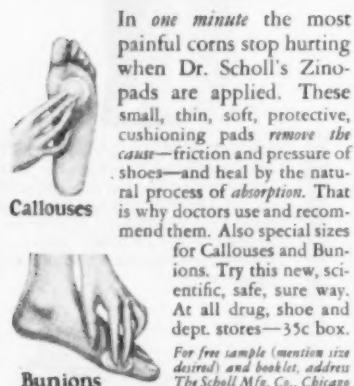 In one minute the most
painful corns stop hurting
when Dr. Scholl's Zino-
pads are applied. These
small, thin, soft, protective,
cushioning pads remove the
cause—friction and pressure of
shoes—and heal by the natu-
ral process of absorption. That
is why doctors use and recom-
mend them. Also special sizes
for Callouses and Bun-
ions. Try this new, sci-
entific, safe, sure way.
At all drug, shoe and
dept. stores—35c box.
For free sample (mention size
desired) and booklet, address
The Scholl Mfg. Co., Chicago
Callouses
Bunions